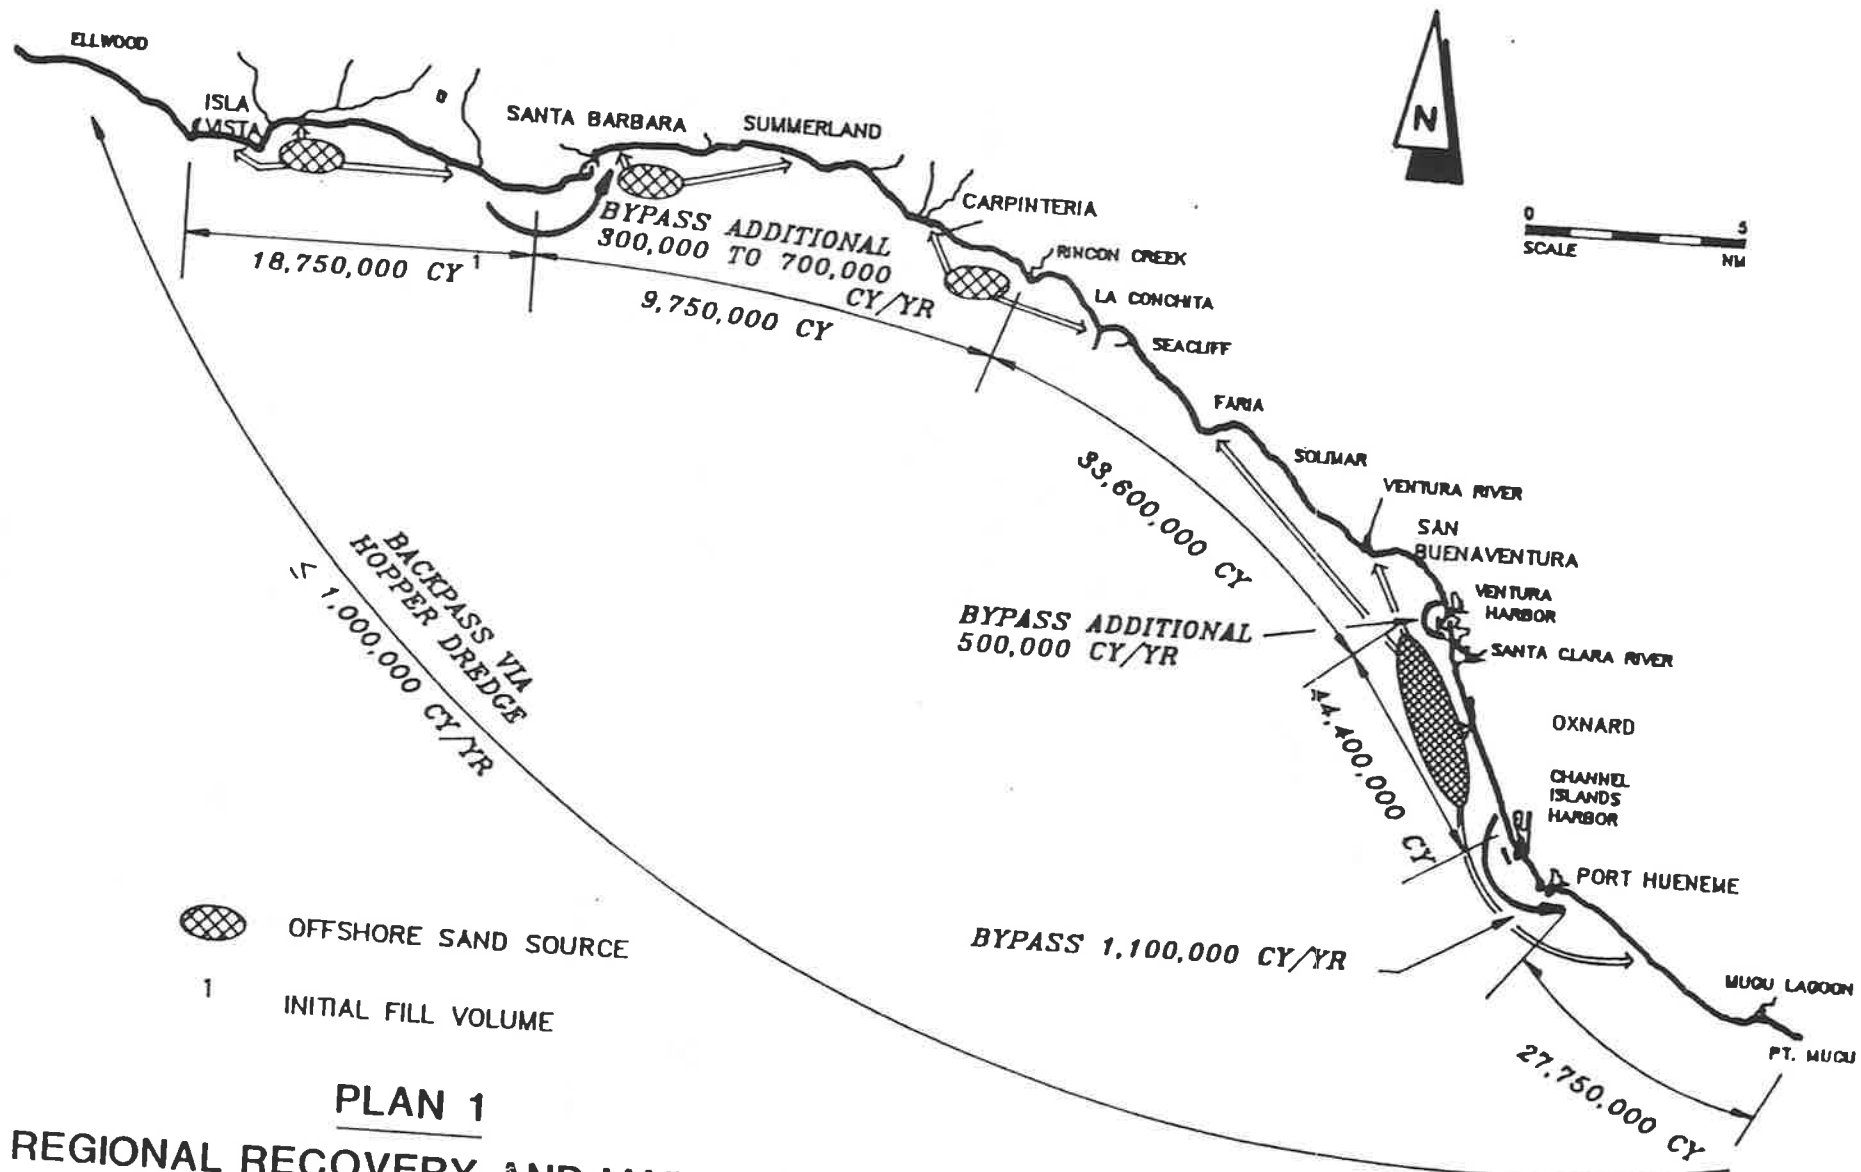 ELLWOOD
ISLA
VISTA
SANTA BARBARA
SUMMERLAND
CARPINTERIA
RINCON CREEK
LA CONCHITA
SEACLIFF
FARIA
SOLIMAR
VENTURA RIVER
SAN
BUENAVENTURA
VENTURA
HARBOR
SANTA CLARA RIVER
OXNARD
CHANNEL
ISLANDS
HARBOR
PORT HUENEME
MUGU LAGOON
PT. MUGU
N
0 5
SCALE NM
18,750,000 CY 1
BYPASS ADDITIONAL
300,000 TO 700,000
CY/YR
9,750,000 CY
33,600,000 CY
BYPASS ADDITIONAL
500,000 CY/YR
44,400,000 CY
BYPASS 1,100,000 CY/YR
27,750,000 CY
BACKPASS VIA
HOPPER DREDGE
≤ 1,000,000 CY/YR
OFFSHORE SAND SOURCE
1 INITIAL FILL VOLUME
PLAN 1
REGIONAL RECOVERY AND